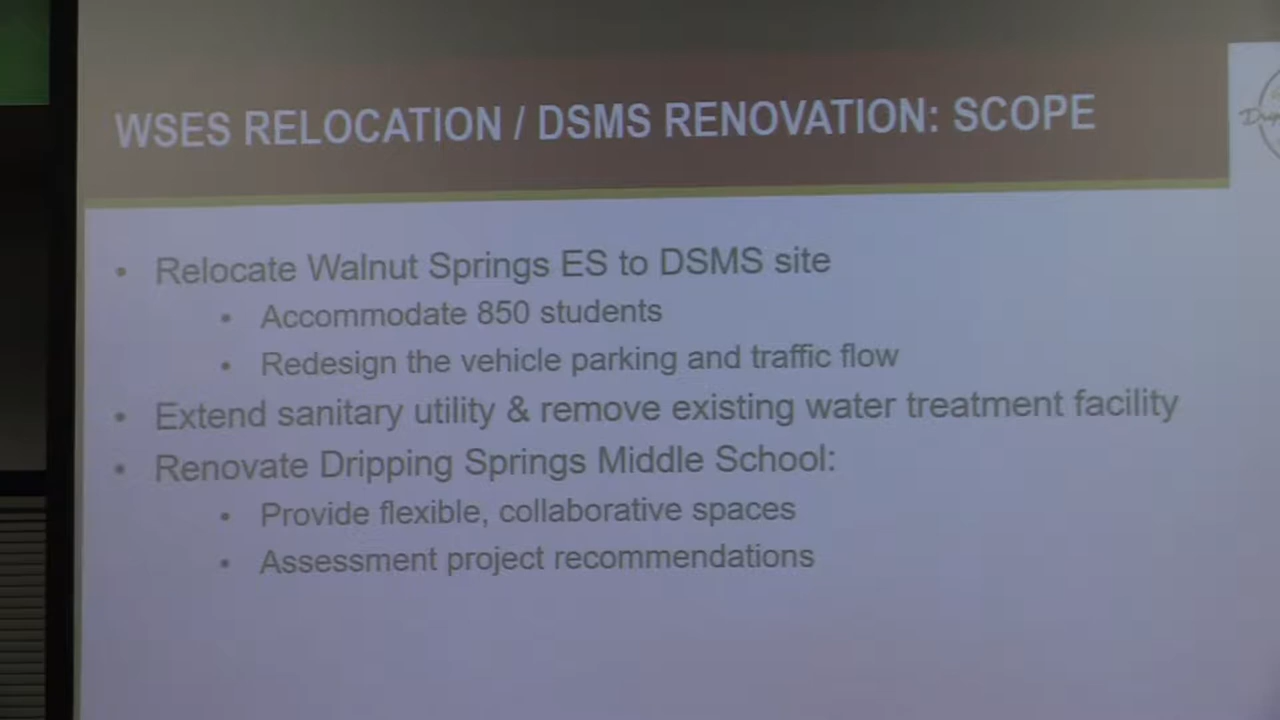 WSES RELOCATION / DSMS RENOVATION: SCOPE
• Relocate Walnut Springs ES to DSMS site
• Accommodate 850 students
• Redesign the vehicle parking and traffic flow
• Extend sanitary utility & remove existing water treatment facility
• Renovate Dripping Springs Middle School:
• Provide flexible, collaborative spaces
• Assessment project recommendations